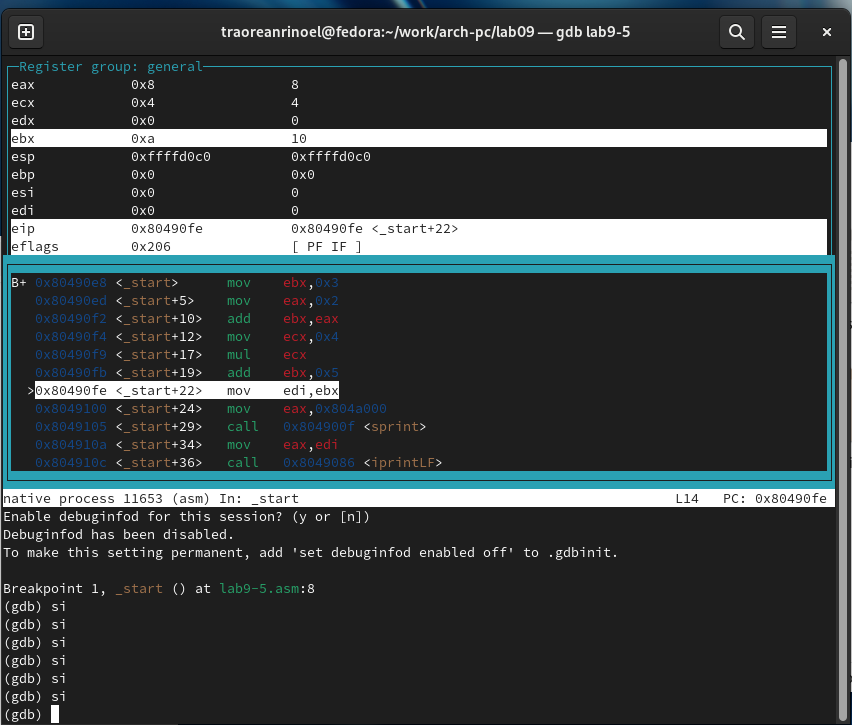 traoreanrinoel@fedora:~/work/arch-pc/lab09 — gdb lab9-5
Register group: general
eax 0x8 8
ecx 0x4 4
edx 0x0 0
ebx 0xa 10
esp 0xffffd0c0 0xffffd0c0
ebp 0x0 0x0
esi 0x0 0
edi 0x0 0
eip 0x80490fe 0x80490fe <_start+22>
eflags 0x206 [ PF IF ]
B+ 0x80490e8 <_start> mov ebx,0x3
0x80490ed <_start+5> mov eax,0x2
0x80490f2 <_start+10> add ebx,eax
0x80490f4 <_start+12> mov ecx,0x4
0x80490f9 <_start+17> mul ecx
0x80490fb <_start+19> add ebx,0x5
>0x80490fe <_start+22> mov edi,ebx
0x8049100 <_start+24> mov eax,0x804a000
0x8049105 <_start+29> call 0x804900f <sprint>
0x804910a <_start+34> mov eax,edi
0x804910c <_start+36> call 0x8049086 <iprintLF>
native process 11653 (asm) In: _start L14 PC: 0x80490fe
Enable debuginfod for this session? (y or [n])
Debuginfod has been disabled.
To make this setting permanent, add 'set debuginfod enabled off' to .gdbinit.
Breakpoint 1, _start () at lab9-5.asm:8
(gdb) si
(gdb) si
(gdb) si
(gdb) si
(gdb) si
(gdb) si
(gdb)